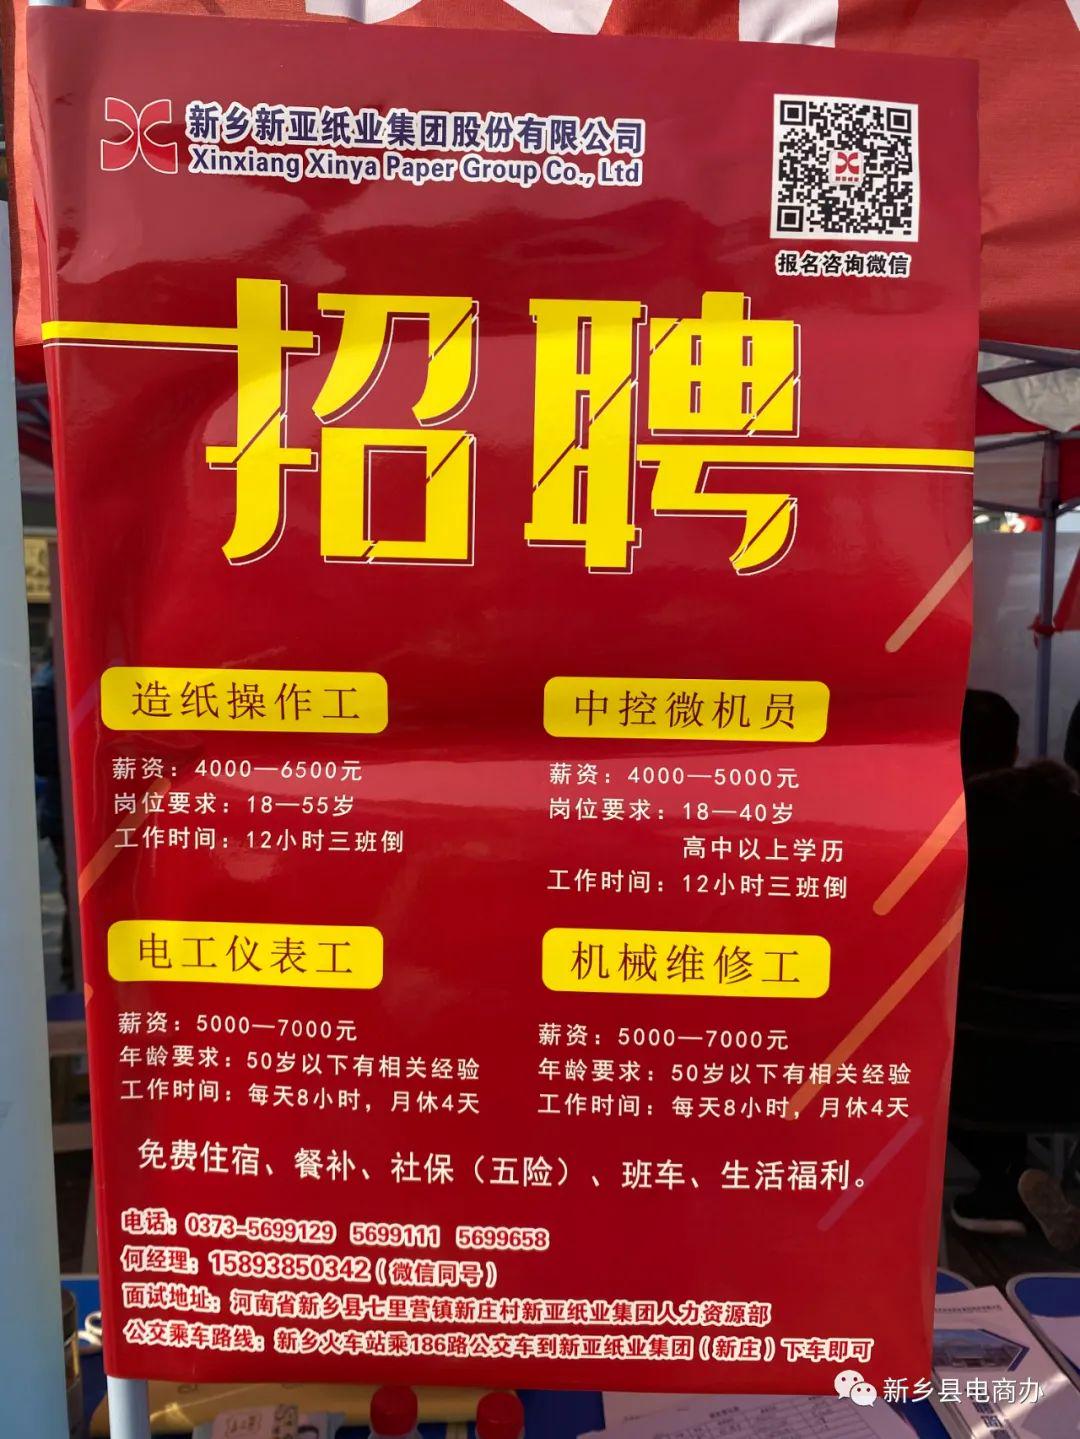 新乡新亚纸业集团股份有限公司
Xinxiang Xinya Paper Group Co., Ltd
报名咨询微信
招聘
造纸操作工
薪资：4000—6500元
岗位要求：18—55岁
工作时间：12小时三班倒
中控微机员
薪资：4000—5000元
岗位要求：18—40岁
高中以上学历
工作时间：12小时三班倒
电工仪表工
薪资：5000—7000元
年龄要求：50岁以下有相关经验
工作时间：每天8小时，月休4天
机械维修工
薪资：5000—7000元
年龄要求：50岁以下有相关经验
工作时间：每天8小时，月休4天
免费住宿、餐补、社保（五险）、班车、生活福利。
电话：0373-5699129 5699111 5699658
何经理：15893850342（微信同号）
面试地址：河南省新乡县七里营镇新庄村新亚纸业集团人力资源部
公交乘车路线：新乡火车站乘186路公交车到新亚纸业集团（新庄）下车即可
新乡县电商办